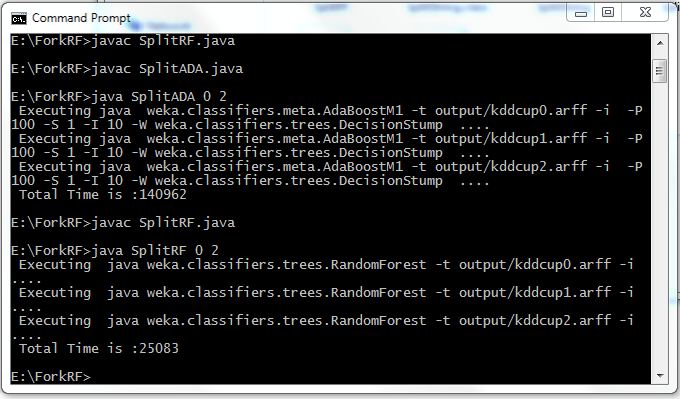 Command Prompt
E:\ForkRF>javac SplitRF.java
E:\ForkRF>javac SplitADA.java
E:\ForkRF>java SplitADA 0 2
Executing java  weka.classifiers.meta.AdaBoostM1 -t output/kddcup0.arff -i  -P
100 -S 1 -I 10 -W weka.classifiers.trees.DecisionStump  ....
Executing java  weka.classifiers.meta.AdaBoostM1 -t output/kddcup1.arff -i  -P
100 -S 1 -I 10 -W weka.classifiers.trees.DecisionStump  ....
Executing java  weka.classifiers.meta.AdaBoostM1 -t output/kddcup2.arff -i  -P
100 -S 1 -I 10 -W weka.classifiers.trees.DecisionStump  ....
Total Time is :140962
E:\ForkRF>javac SplitRF.java
E:\ForkRF>java SplitRF 0 2
Executing  java weka.classifiers.trees.RandomForest -t output/kddcup0.arff -i
....
Executing  java weka.classifiers.trees.RandomForest -t output/kddcup1.arff -i
....
Executing  java weka.classifiers.trees.RandomForest -t output/kddcup2.arff -i
....
Total Time is :25083
E:\ForkRF>